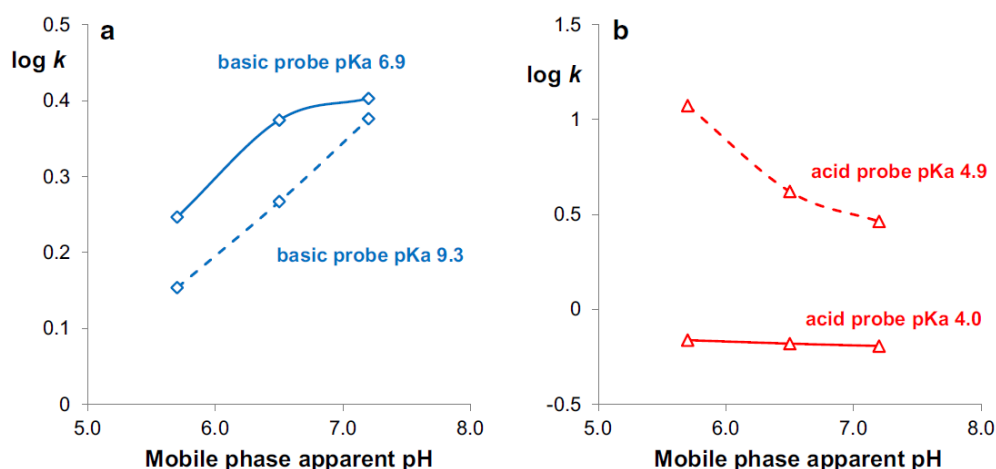 a
log k
0.5
0.4
0.3
0.2
0.1
0
basic probe pKa 6.9
basic probe pKa 9.3
5.0 6.0 7.0 8.0
Mobile phase apparent pH
b
log k
1.5
1
0.5
0
-0.5
acid probe pKa 4.9
acid probe pKa 4.0
5.0 6.0 7.0 8.0
Mobile phase apparent pH